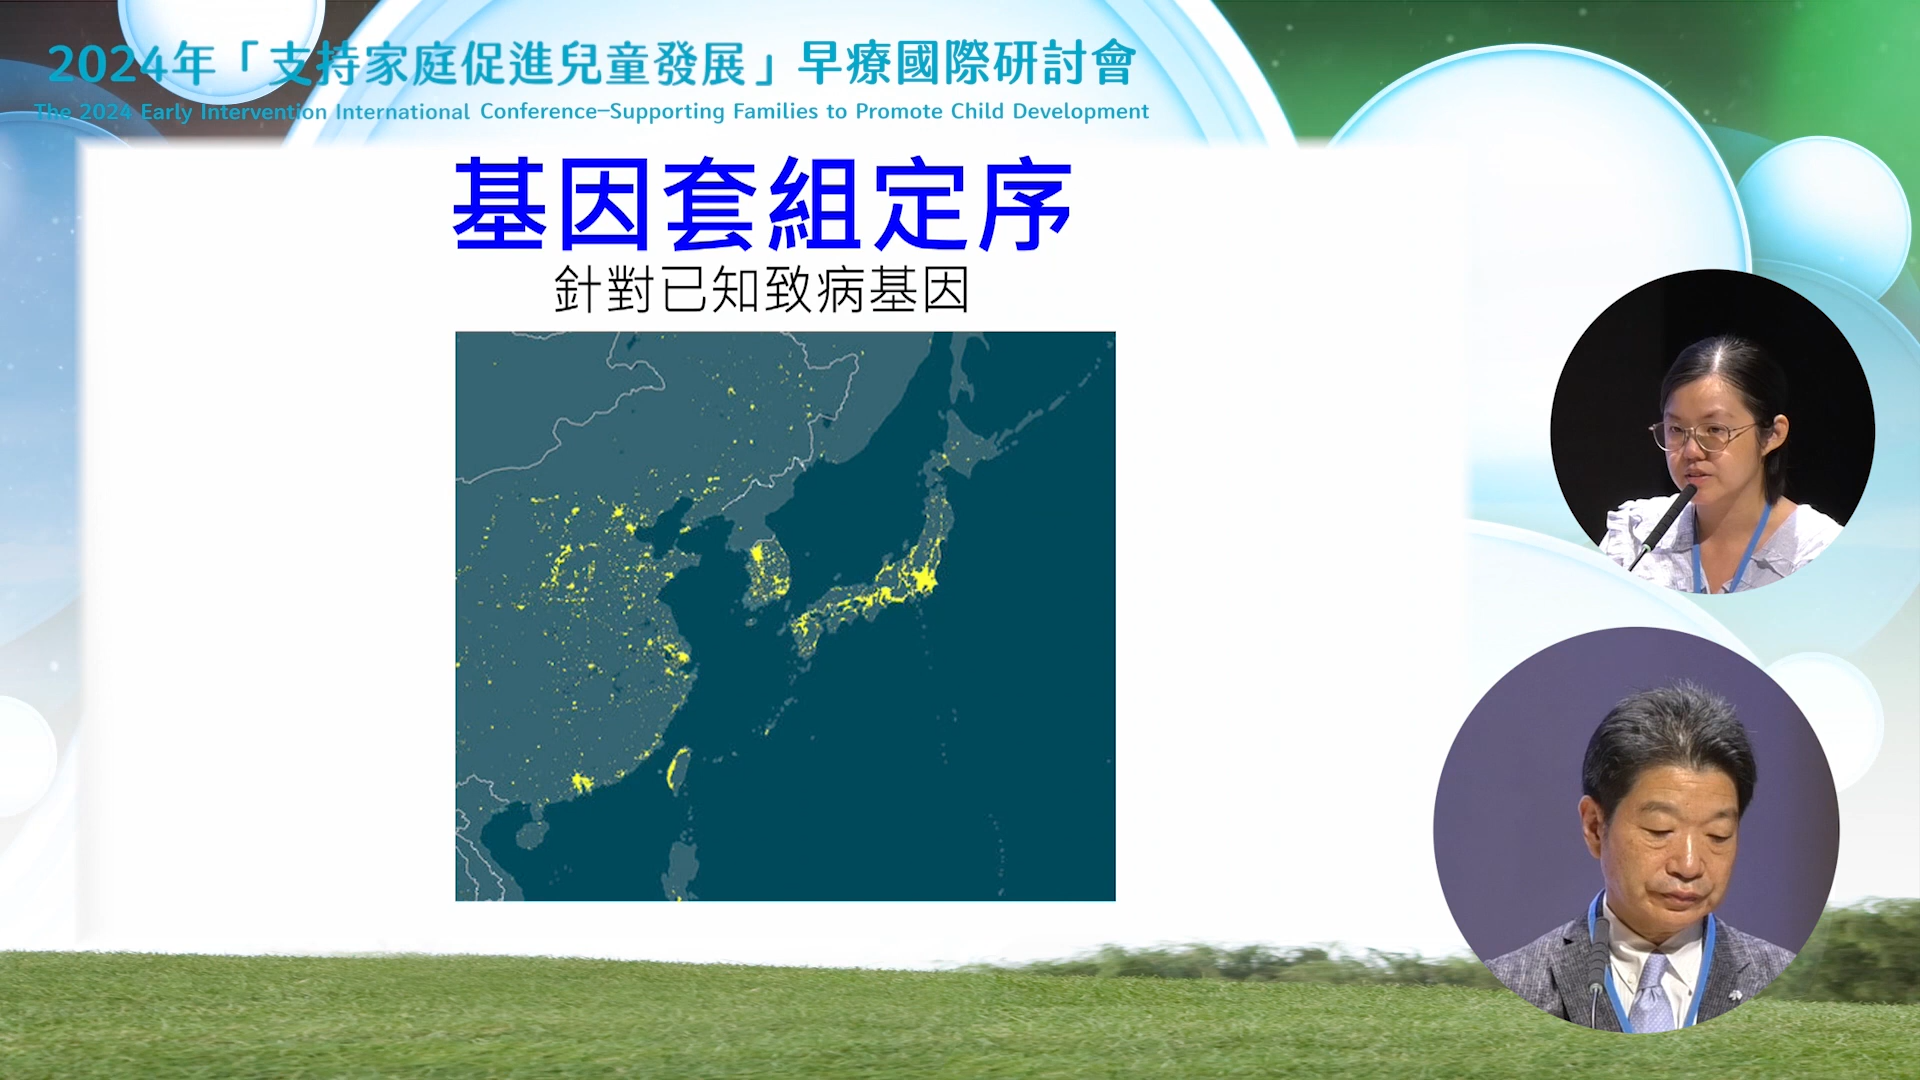 2024年「支持家庭促進兒童發展」早療國際研討會
The 2024 Early Intervention International Conference—Supporting Families to Promote Child Development
基因套組定序
針對已知致病基因